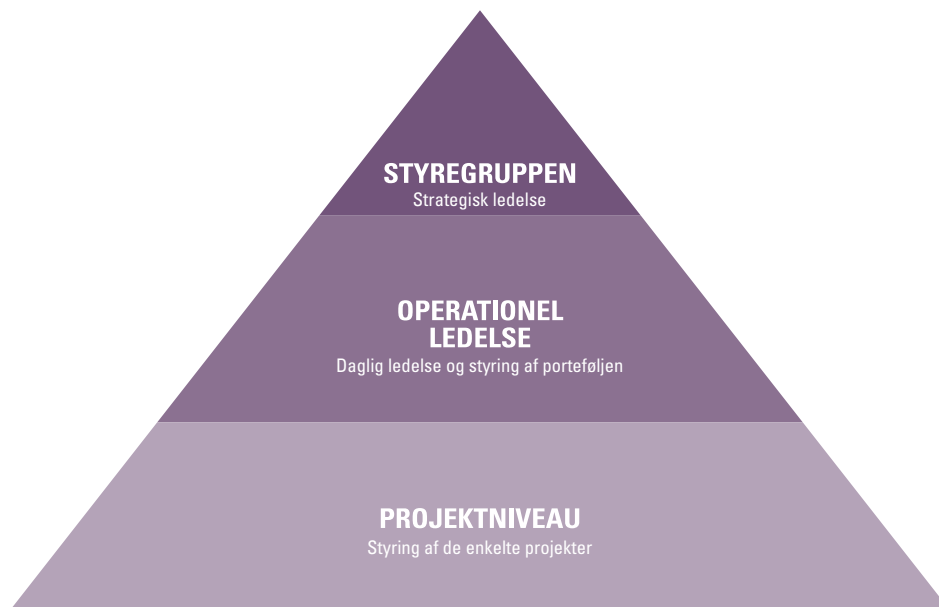 STYREGRUPPEN
Strategisk ledelse
OPERATIONEL
LEDELSE
Daglig ledelse og styring af porteføljen
PROJEKTNIVEAU
Styring af de enkelte projekter